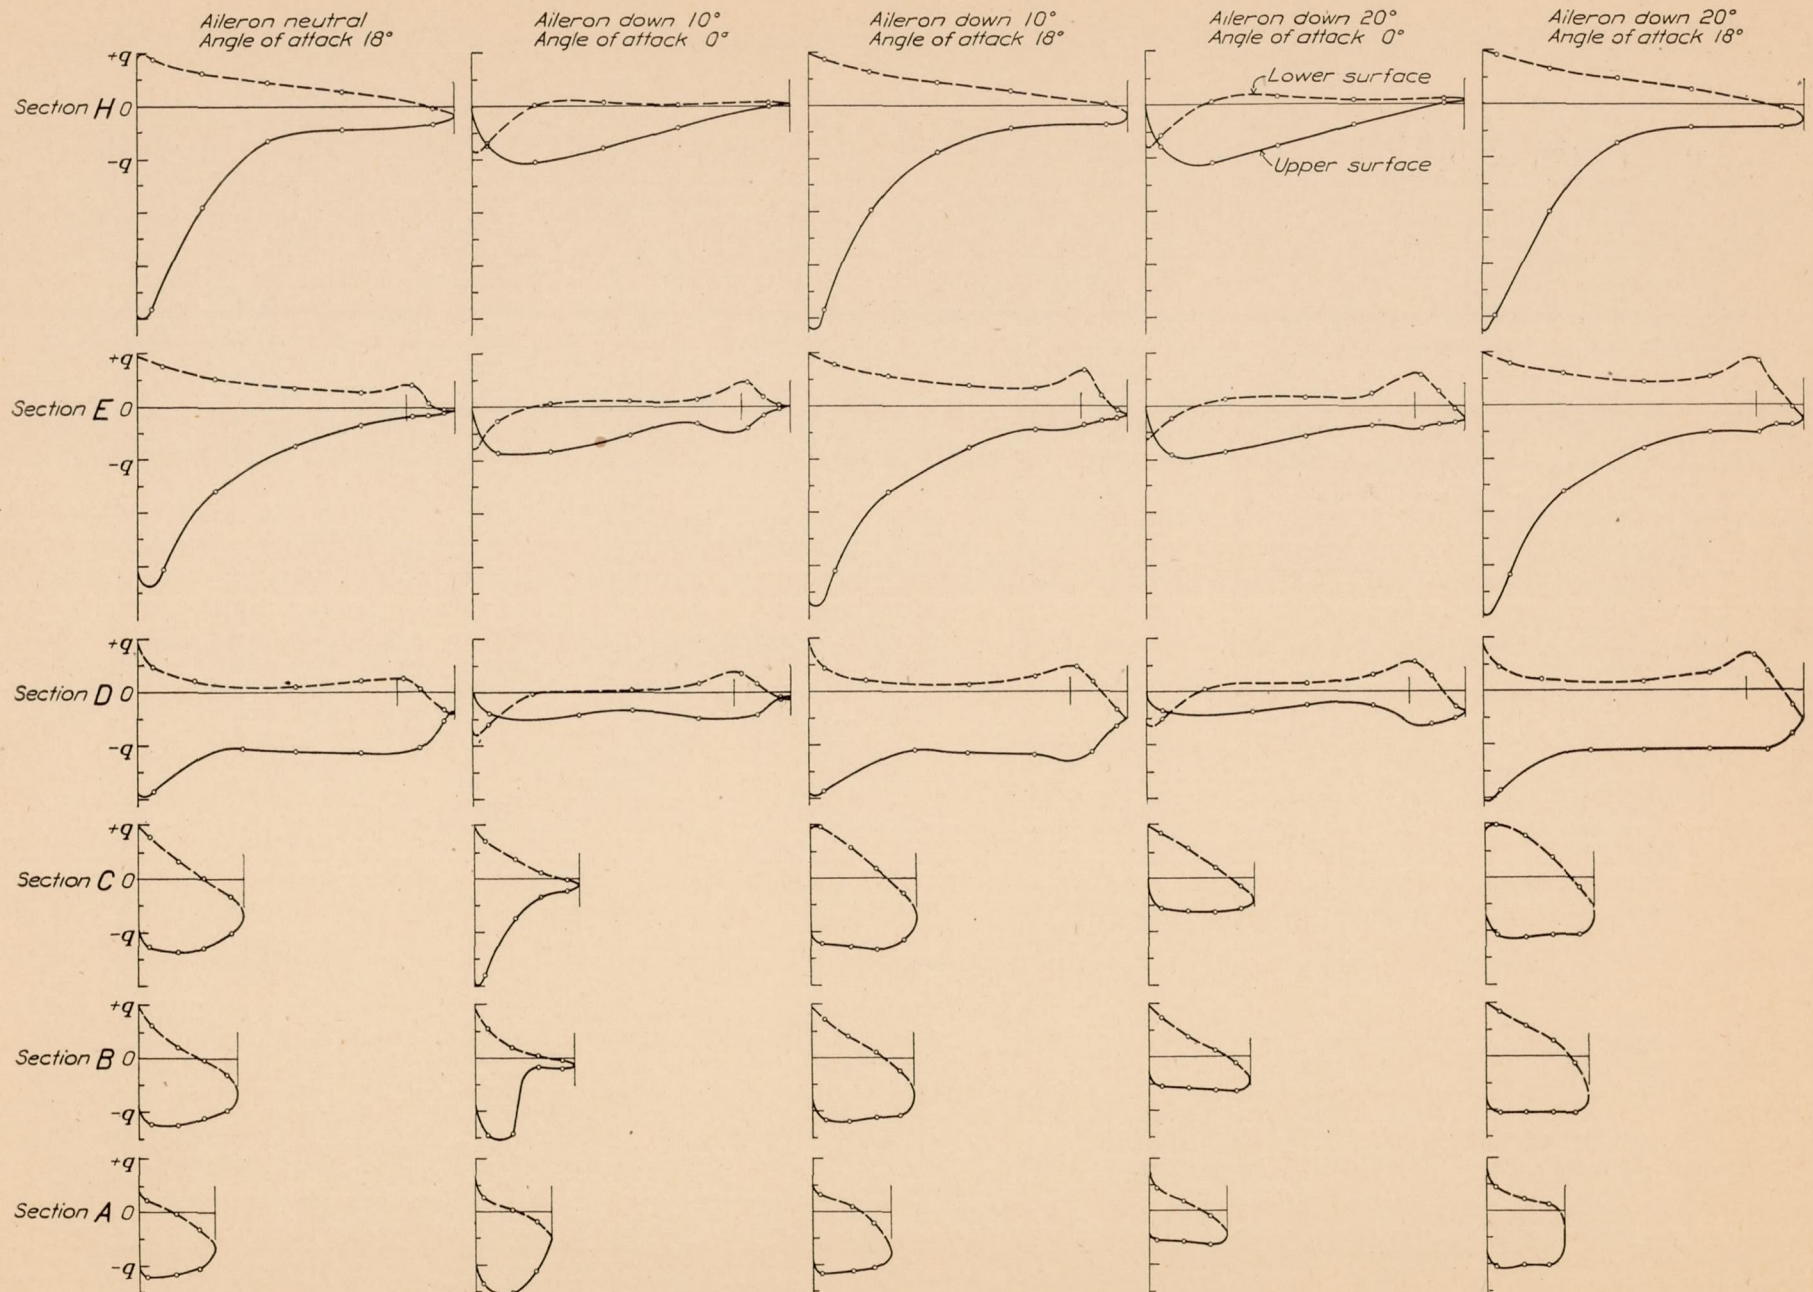 Aileron neutral
Angle of attack 18°
Aileron down 10°
Angle of attack 0°
Aileron down 10°
Angle of attack 18°
Aileron down 20°
Angle of attack 0°
Aileron down 20°
Angle of attack 18°
+q
Section H 0
-q
Lower surface
Upper surface
+q
Section E 0
-q
+q
Section D 0
-q
+q
Section C 0
-q
+q
Section B 0
-q
+q
Section A 0
-q